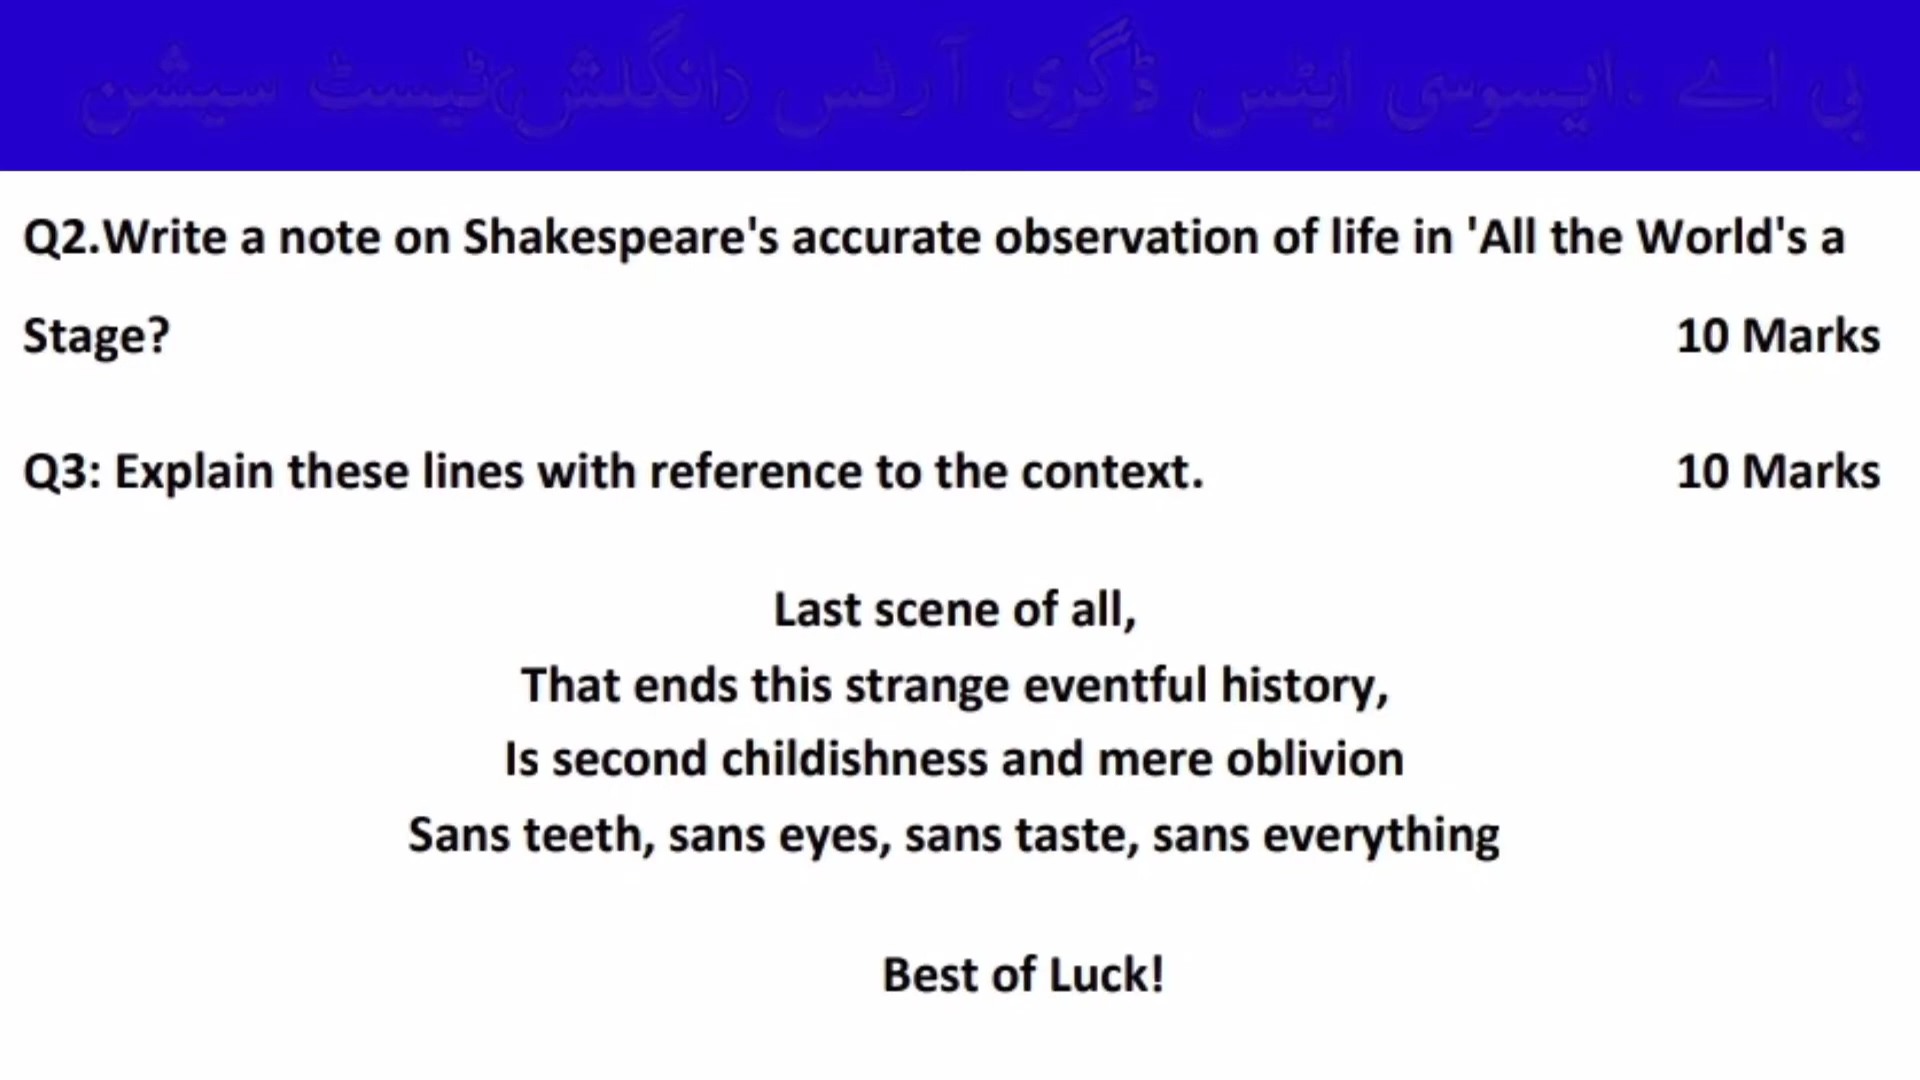 بی اے ،ایسوسی ایٹس ڈگری آرٹس (انگلش)ٹیسٹ سیشن
Q2.Write a note on Shakespeare's accurate observation of life in 'All the World's a
Stage? 10 Marks
Q3: Explain these lines with reference to the context. 10 Marks
Last scene of all,
That ends this strange eventful history,
Is second childishness and mere oblivion
Sans teeth, sans eyes, sans taste, sans everything
Best of Luck!